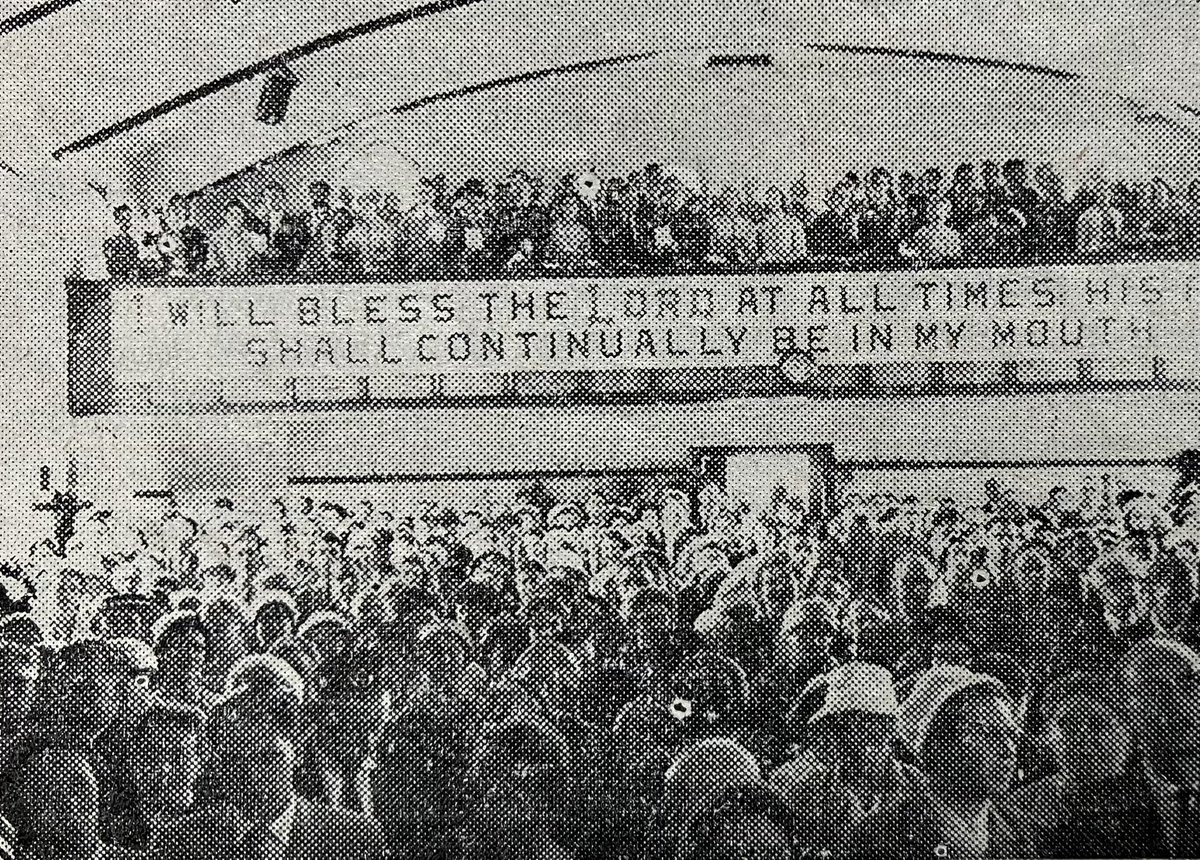 I WILL BLESS THE LORD AT ALL TIMES HIS
SHALL CONTINUALLY BE IN MY MOUTH